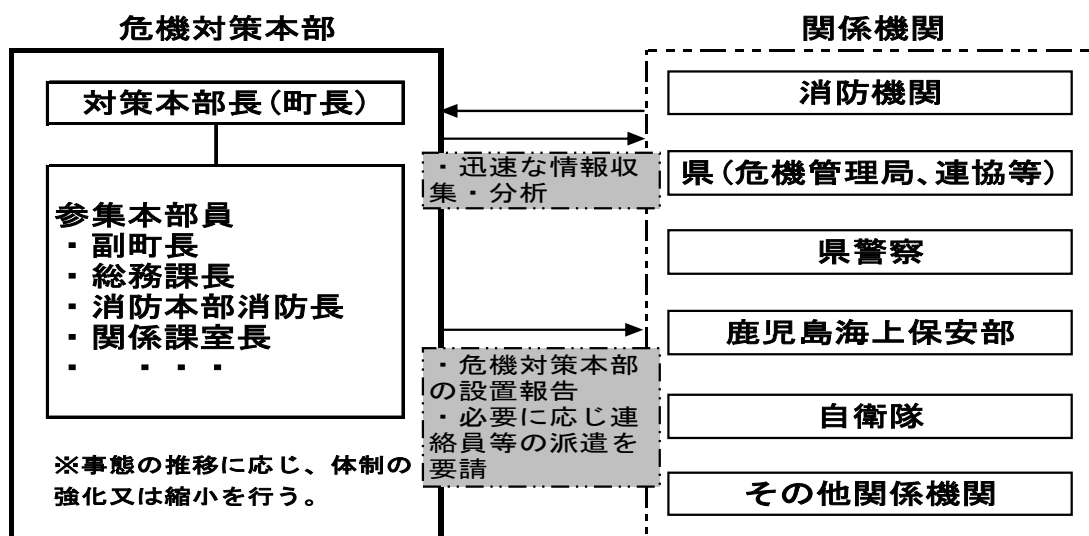 危機対策本部
対策本部長(町長)
参集本部員
・副町長
・総務課長
・消防本部消防長
・関係課室長
・ ・・・
※事態の推移に応じ、体制の
強化又は縮小を行う。
・迅速な情報収
集・分析
・危機対策本部
の設置報告
・必要に応じ連
絡員等の派遣を
要請
関係機関
消防機関
県(危機管理局、連協等)
県警察
鹿児島海上保安部
自衛隊
その他関係機関